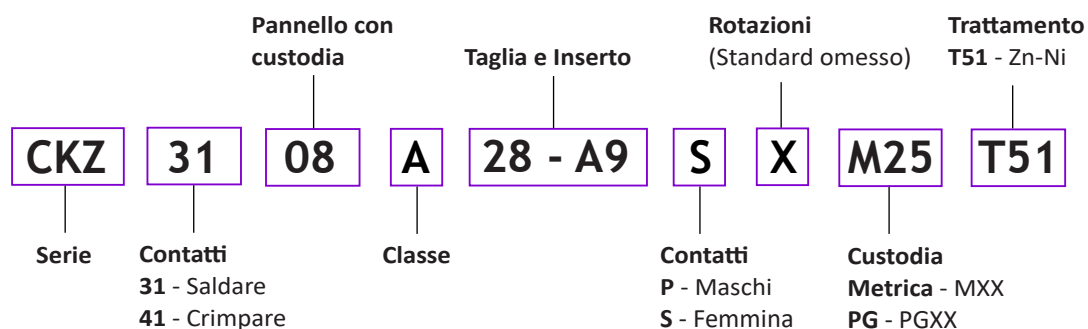 Pannello con
custodia
Taglia e Inserto
Rotazioni
(Standard omesso)
Trattamento
T51 - Zn-Ni
CKZ 31 08 A 28 - A9 S X M25 T51
Serie
Contatti
31 - Saldare
41 - Crimpare
Classe
Contatti
P - Maschi
S - Femmina
Custodia
Metrica - MXX
PG - PGXX